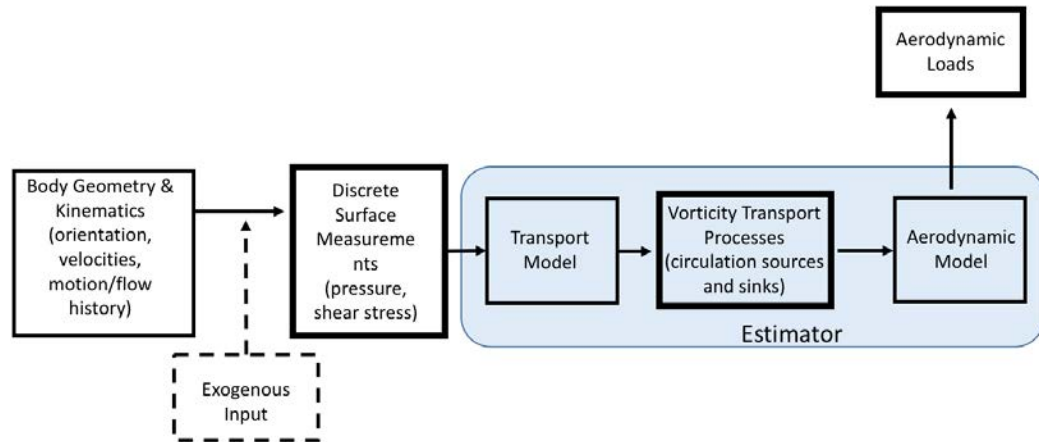 Aerodynamic
Loads
Body Geometry &
Kinematics
(orientation,
velocities,
motion/flow
history)
Discrete
Surface
Measureme
nts
(pressure,
shear stress)
Transport
Model
Vorticity Transport
Processes
(circulation sources
and sinks)
Aerodynamic
Model
Estimator
Exogenous
Input